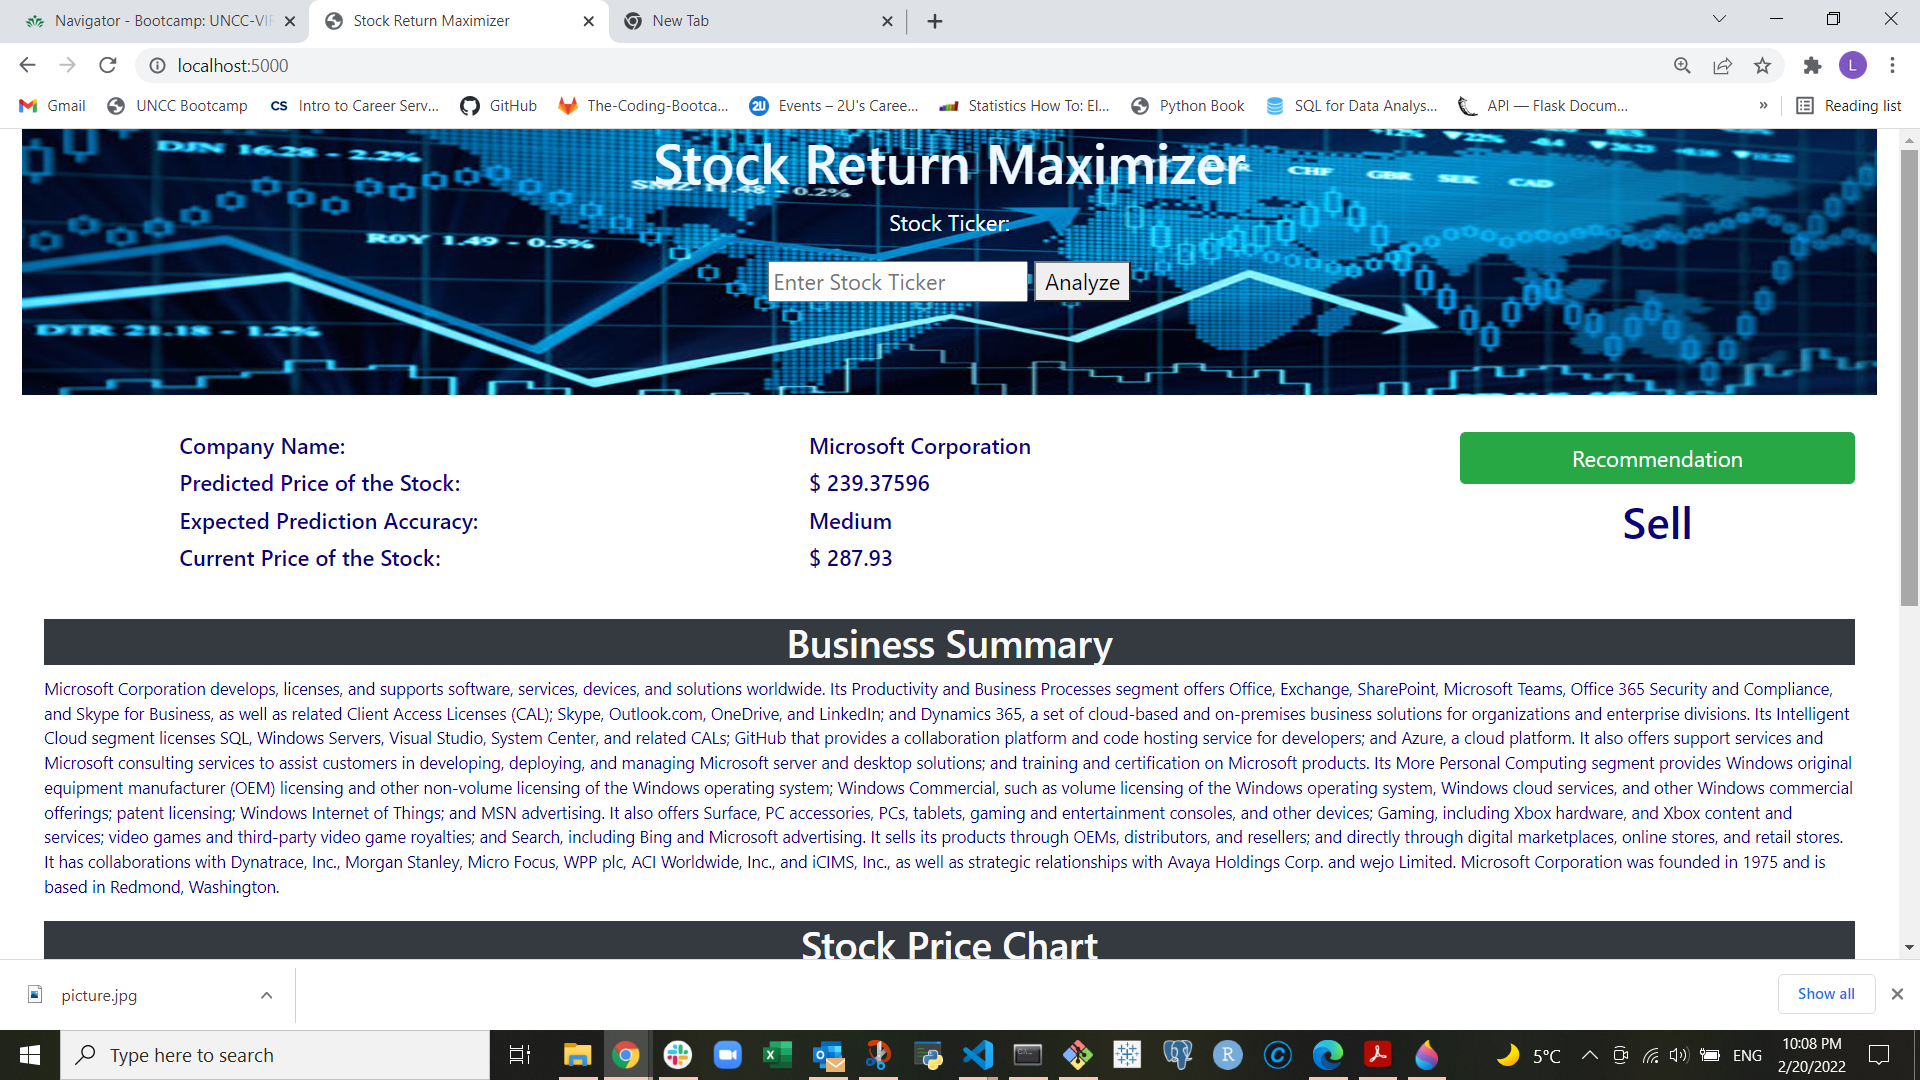 Navigator - Bootcamp: UNCC-VIF
Stock Return Maximizer
New Tab
localhost:5000
L
Gmail
UNCC Bootcamp
CS Intro to Career Serv...
GitHub
The-Coding-Bootca...
2U Events – 2U's Caree...
Statistics How To: El...
Python Book
SQL for Data Analys...
API — Flask Docum...
»
Reading list
DJN 16.28 - 2.2%
Stock Return Maximizer
CHF GBR SEK CAD
Stock Ticker:
R0Y 1.49 - 0.5%
Enter Stock Ticker
Analyze
DTR 21.18 - 1.2%
Company Name:
Microsoft Corporation
Recommendation
Predicted Price of the Stock:
$ 239.37596
Sell
Expected Prediction Accuracy:
Medium
Current Price of the Stock:
$ 287.93
Business Summary
Microsoft Corporation develops, licenses, and supports software, services, devices, and solutions worldwide. Its Productivity and Business Processes segment offers Office, Exchange, SharePoint, Microsoft Teams, Office 365 Security and Compliance,
and Skype for Business, as well as related Client Access Licenses (CAL); Skype, Outlook.com, OneDrive, and LinkedIn; and Dynamics 365, a set of cloud-based and on-premises business solutions for organizations and enterprise divisions. Its Intelligent
Cloud segment licenses SQL, Windows Servers, Visual Studio, System Center, and related CALs; GitHub that provides a collaboration platform and code hosting service for developers; and Azure, a cloud platform. It also offers support services and
Microsoft consulting services to assist customers in developing, deploying, and managing Microsoft server and desktop solutions; and training and certification on Microsoft products. Its More Personal Computing segment provides Windows original
equipment manufacturer (OEM) licensing and other non-volume licensing of the Windows operating system; Windows Commercial, such as volume licensing of the Windows operating system, Windows cloud services, and other Windows commercial
offerings; patent licensing; Windows Internet of Things; and MSN advertising. It also offers Surface, PC accessories, PCs, tablets, gaming and entertainment consoles, and other devices; Gaming, including Xbox hardware, and Xbox content and
services; video games and third-party video game royalties; and Search, including Bing and Microsoft advertising. It sells its products through OEMs, distributors, and resellers; and directly through digital marketplaces, online stores, and retail stores.
It has collaborations with Dynatrace, Inc., Morgan Stanley, Micro Focus, WPP plc, ACI Worldwide, Inc., and iCIMS, Inc., as well as strategic relationships with Avaya Holdings Corp. and wejo Limited. Microsoft Corporation was founded in 1975 and is
based in Redmond, Washington.
Stock Price Chart
picture.jpg
Show all
Type here to search
5°C
ENG
10:08 PM
2/20/2022